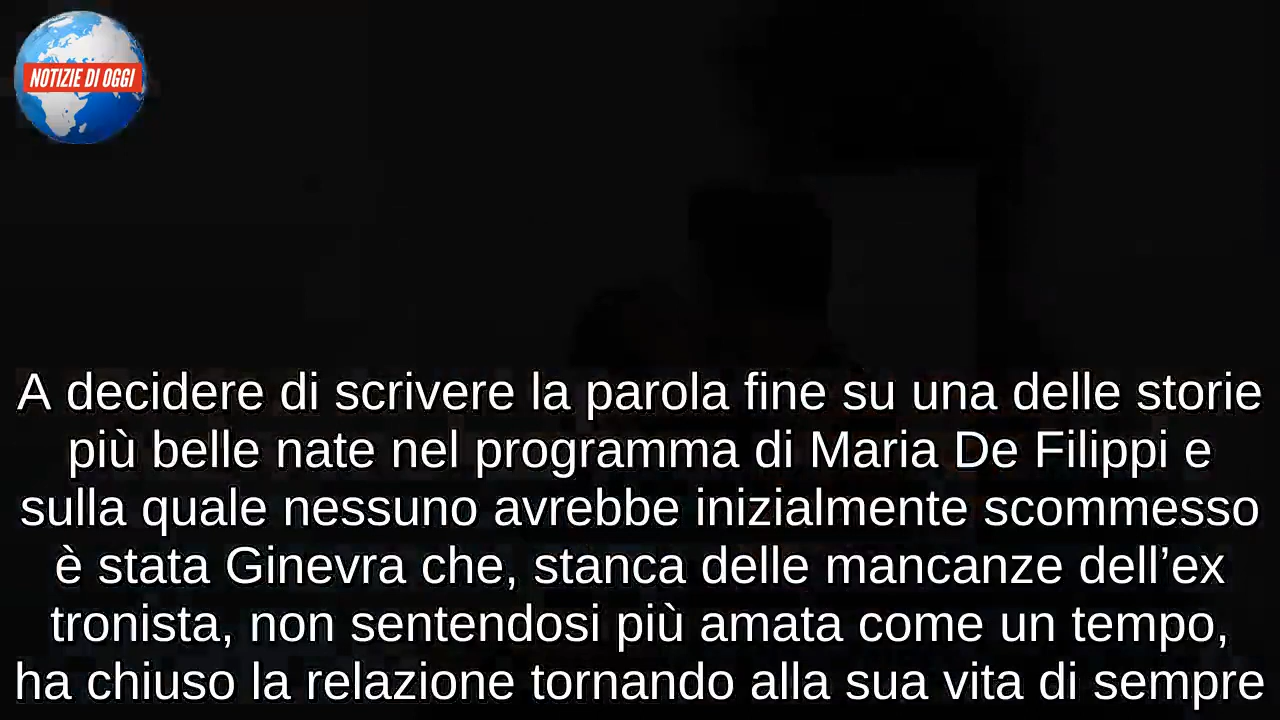 NOTIZIE DI OGGI
A decidere di scrivere la parola fine su una delle storie
più belle nate nel programma di Maria De Filippi e
sulla quale nessuno avrebbe inizialmente scommesso
è stata Ginevra che, stanca delle mancanze dell’ex
tronista, non sentendosi più amata come un tempo,
ha chiuso la relazione tornando alla sua vita di sempre